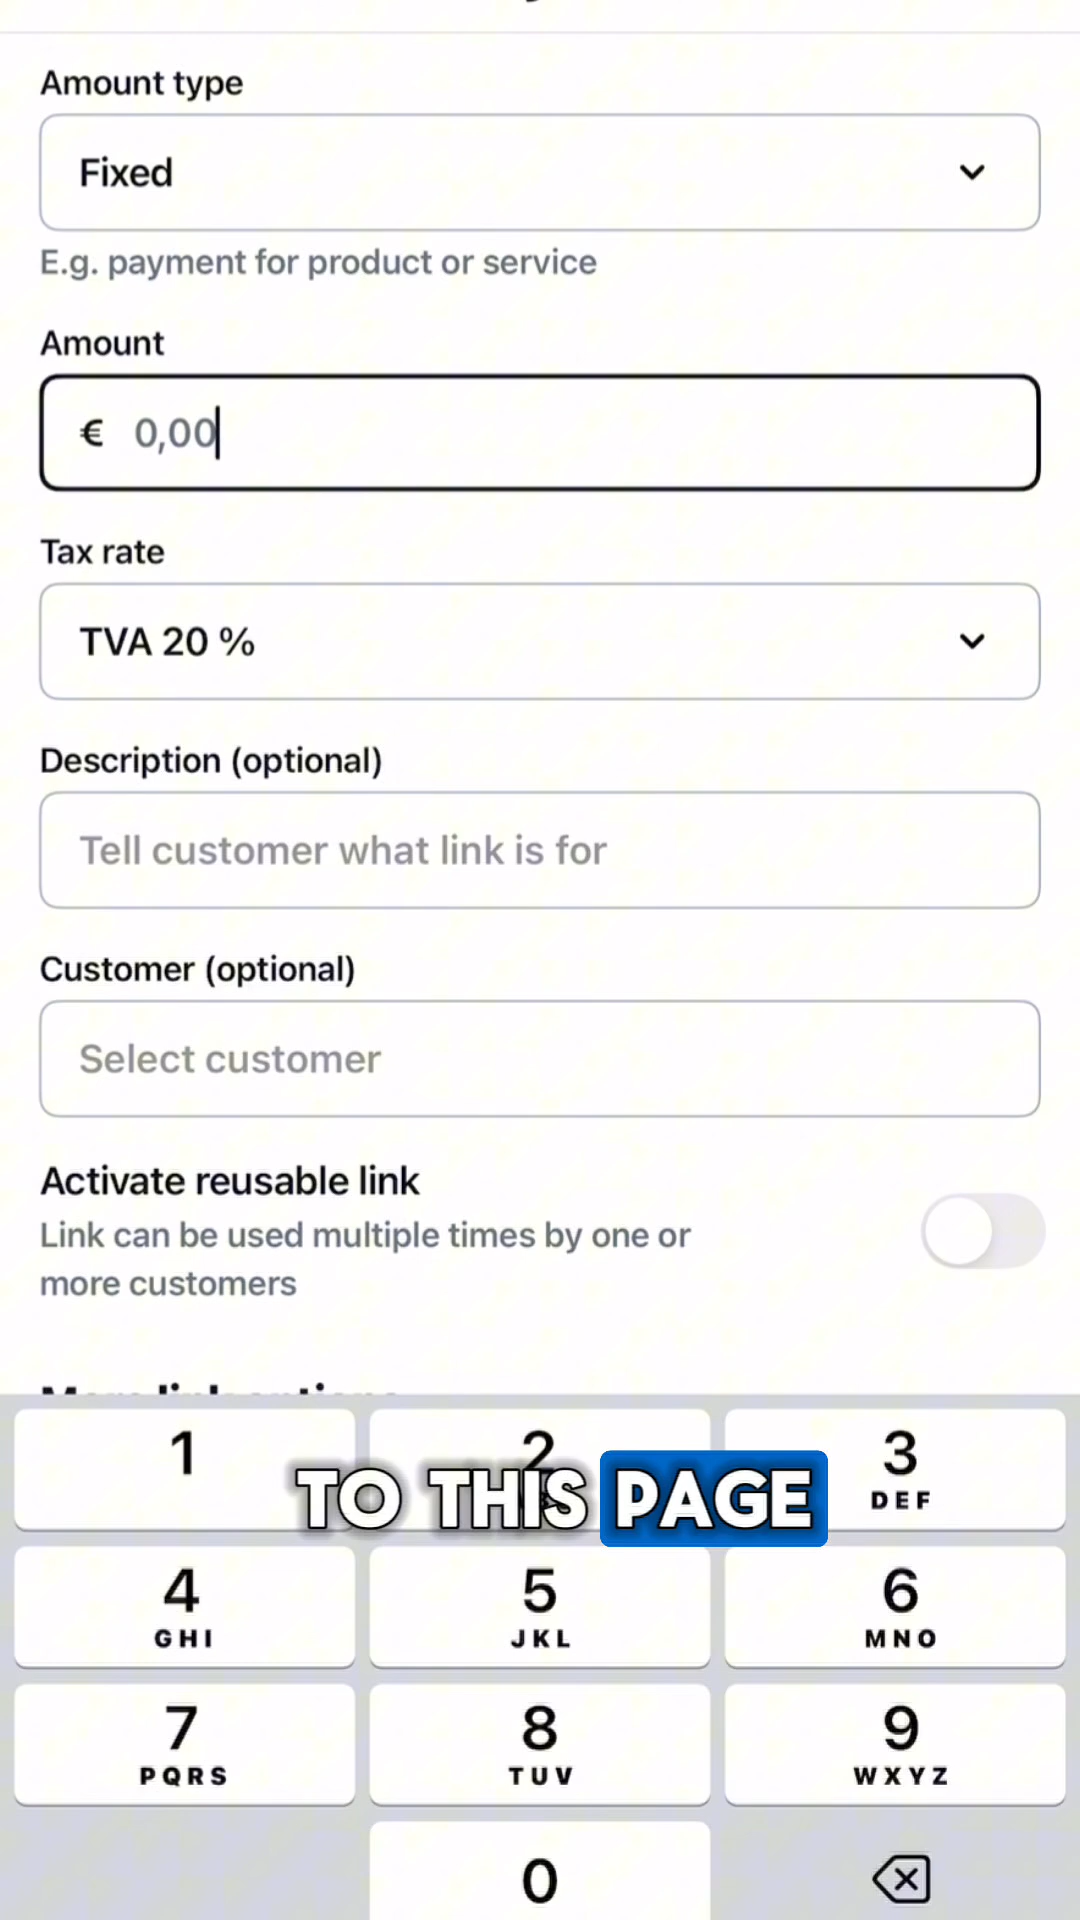 Amount type
Fixed
E.g. payment for product or service
Amount
€ 0,00
Tax rate
TVA 20 %
Description (optional)
Tell customer what link is for
Customer (optional)
Select customer
Activate reusable link
Link can be used multiple times by one or
more customers
More link options
1
2
3
DEF
TO THIS PAGE
4
GHI
5
JKL
6
MNO
7
PQRS
8
TUV
9
WXYZ
0